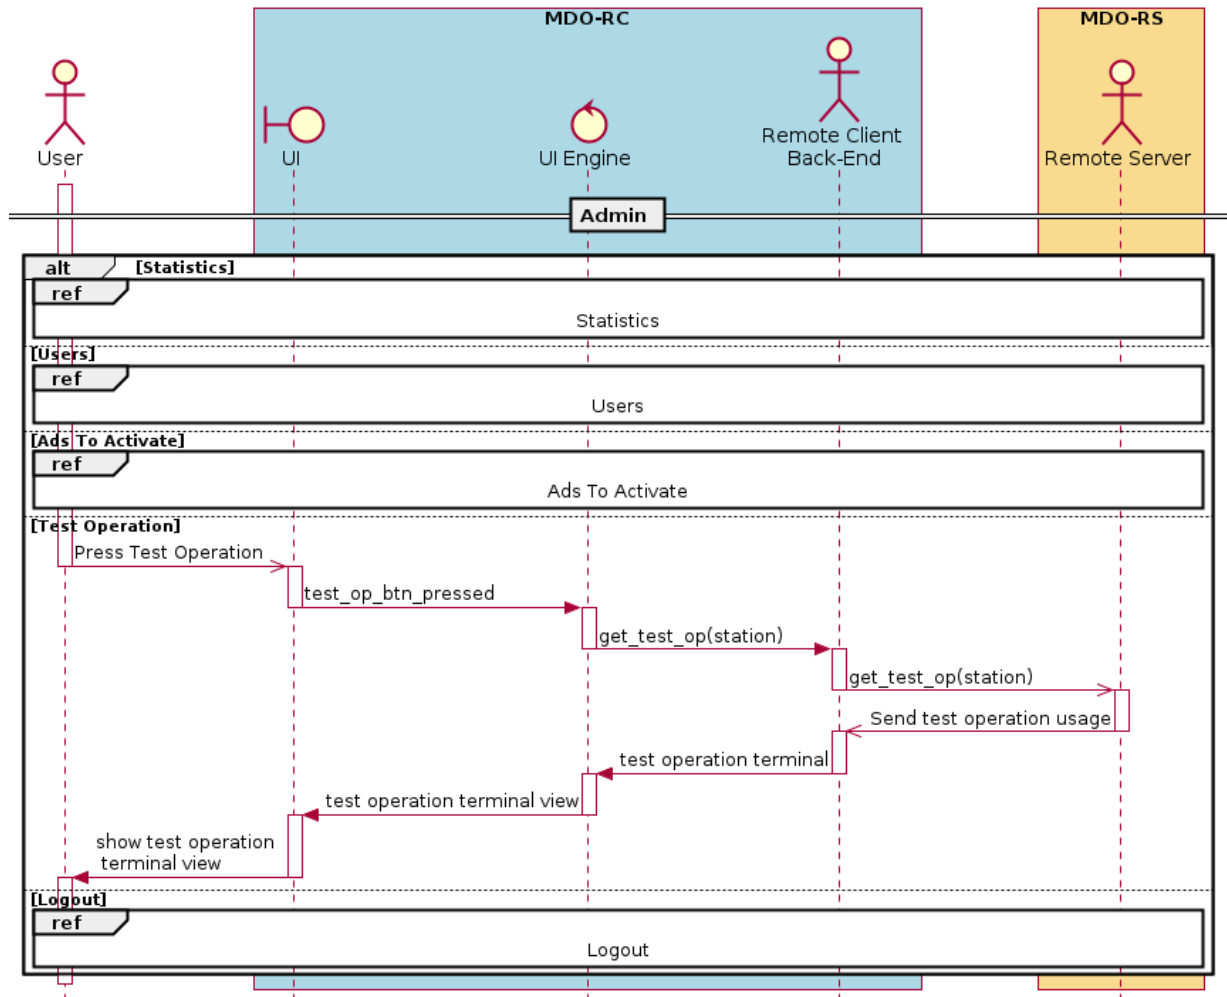 MDO-RC
MDO-RS
User
UI
UI Engine
Remote Client
Back-End
Remote Server
Admin
alt
[Statistics]
ref
Statistics
[Users]
ref
Users
[Ads To Activate]
ref
Ads To Activate
[Test Operation]
Press Test Operation
test_op_btn_pressed
get_test_op(station)
get_test_op(station)
Send test operation usage
test operation terminal
test operation terminal view
show test operation
terminal view
[Logout]
ref
Logout